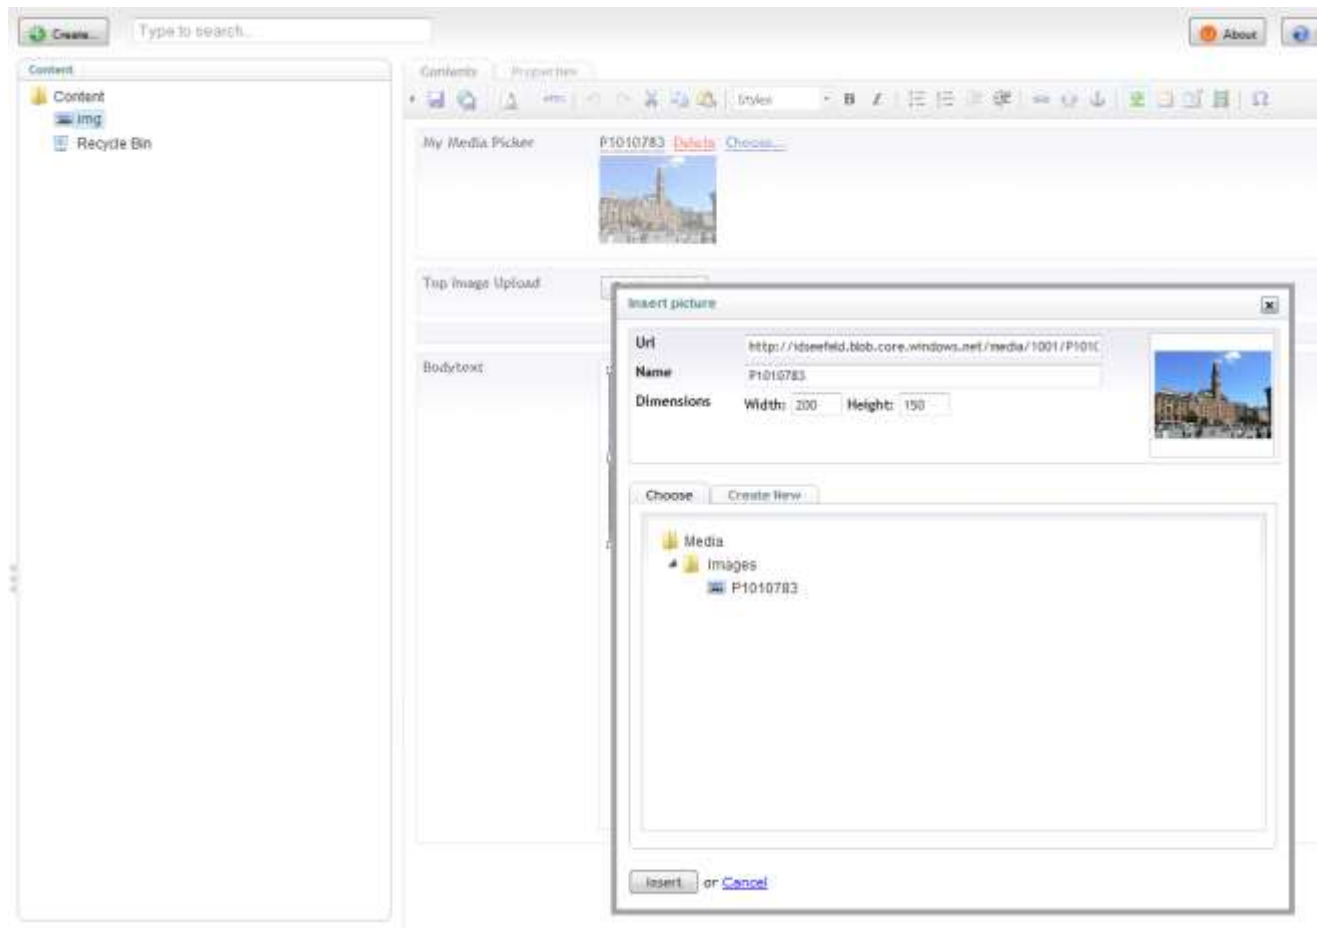 Create...
Type to search..
About
Content
Content
img
Recycle Bin
Contents
Properties
Styles
B I
Ω
My Media Picker
P1010783 Delete Choose...
Top Image Upload
Bodytext
Insert picture
Url
http://idseefeld.blob.core.windows.net/media/1001/P1010
Name
P1010783
Dimensions
Width: 200 Height: 150
Choose
Create New
Media
Images
P1010783
Insert or Cancel